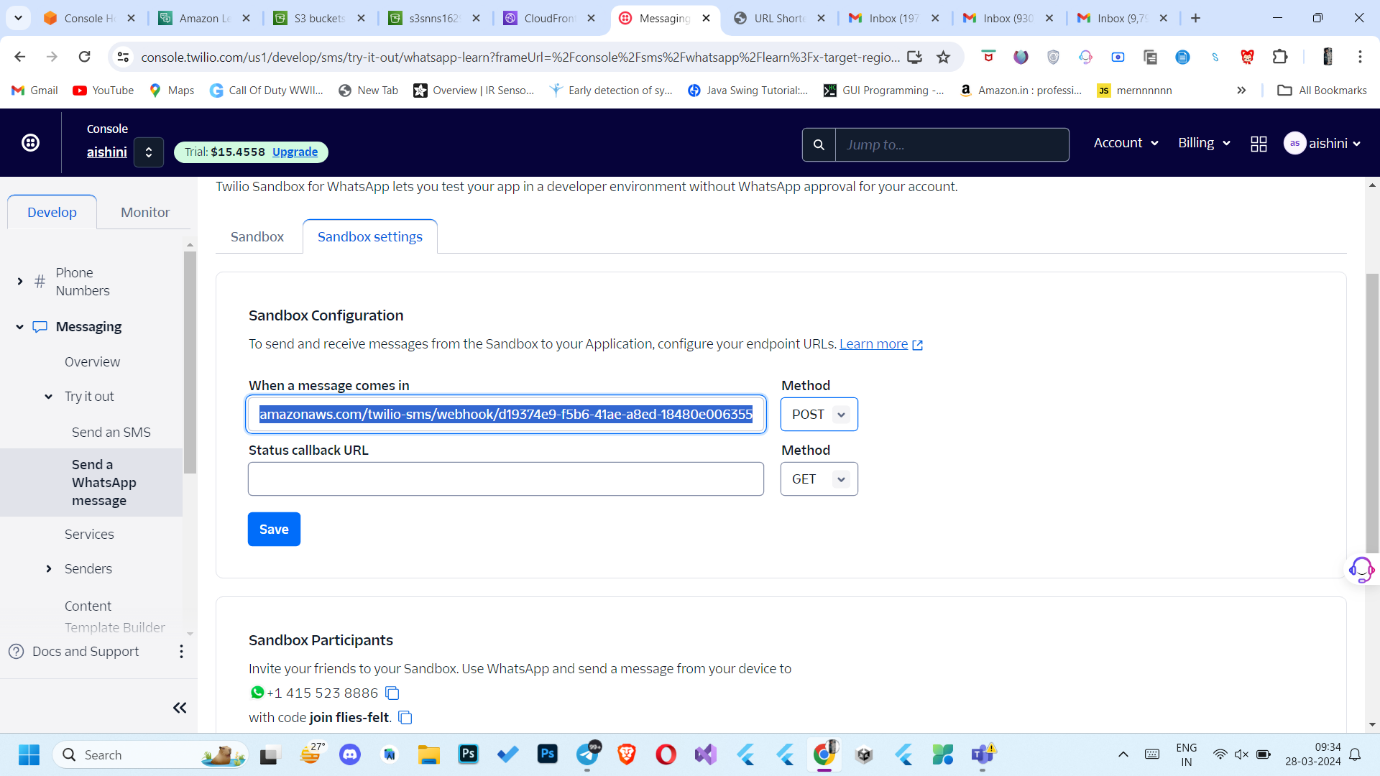 Console H
Amazon Le
S3 buckets
s3snns162
CloudFron
Messaging
URL Shorte
Inbox (197
Inbox (930
Inbox (9,79
console.twilio.com/us1/develop/sms/try-it-out/whatsapp-learn?frameUrl=%2Fconsole%2Fsms%2Fwhatsapp%2Flearn%3Fx-target-regio...
Gmail
YouTube
Maps
Call Of Duty WWII...
New Tab
Overview | IR Senso...
Early detection of sy...
Java Swing Tutorial:...
GUI Programming -...
Amazon.in : professi...
JS
mernnnnnn
All Bookmarks
Console
aishini
Trial: $15.4558 Upgrade
Jump to...
Account
Billing
as
aishini
Develop
Monitor
Twilio Sandbox for WhatsApp lets you test your app in a developer environment without WhatsApp approval for your account.
Sandbox
Sandbox settings
# Phone
Numbers
Messaging
Overview
Try it out
Send an SMS
Send a
WhatsApp
message
Services
Senders
Content
Template Builder
Docs and Support
Sandbox Configuration
To send and receive messages from the Sandbox to your Application, configure your endpoint URLs. Learn more
When a message comes in
Method
amazonaws.com/twilio-sms/webhook/d19374e9-f5b6-41ae-a8ed-18480e006355
POST
Status callback URL
Method
GET
Save
Sandbox Participants
Invite your friends to your Sandbox. Use WhatsApp and send a message from your device to
+1 415 523 8886
with code join flies-felt.
Search
27°
Ps
Ps
99+
ENG
IN
09:34
28-03-2024